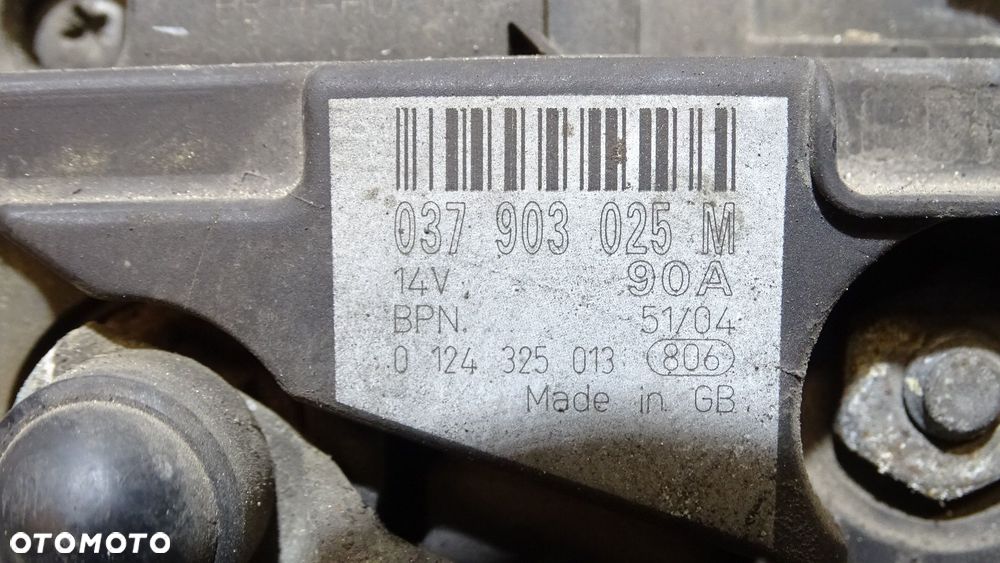 037 903 025 M
14V 90A
BPN. 51/04
0 124 325 013 806
Made in GB
OTOMOTO